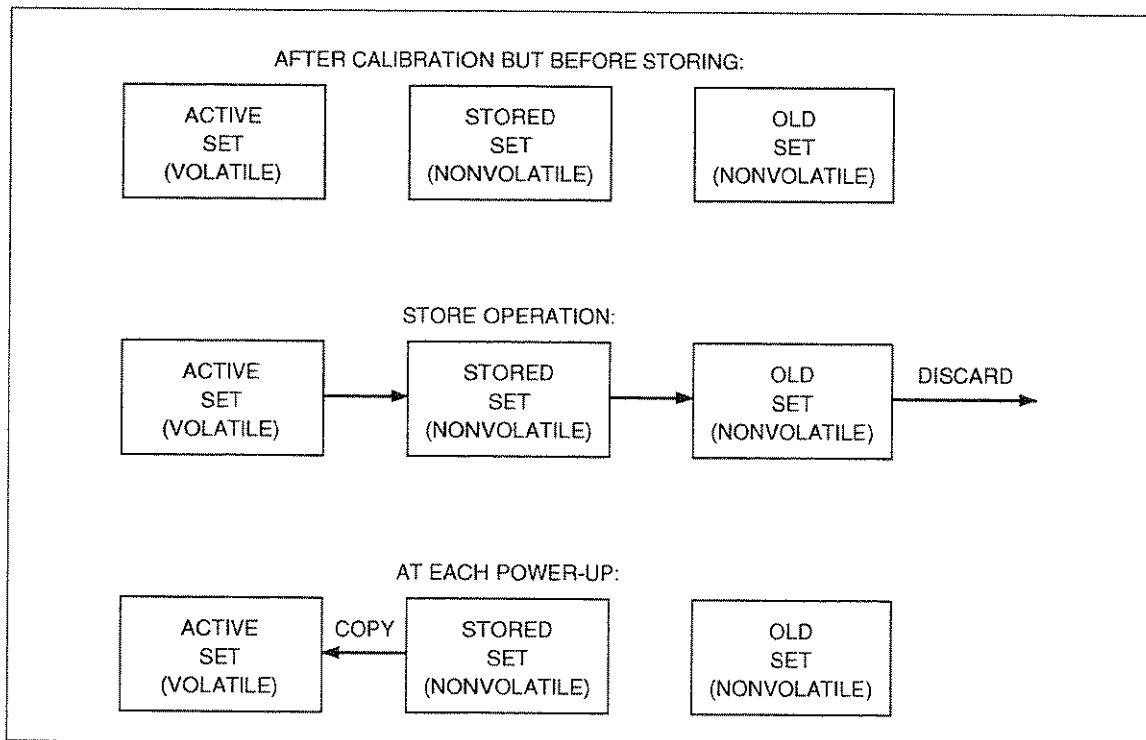 AFTER CALIBRATION BUT BEFORE STORING:
ACTIVE
SET
(VOLATILE)
STORED
SET
(NONVOLATILE)
OLD
SET
(NONVOLATILE)
STORE OPERATION:
ACTIVE
SET
(VOLATILE)
STORED
SET
(NONVOLATILE)
OLD
SET
(NONVOLATILE)
DISCARD
AT EACH POWER-UP:
ACTIVE
SET
(VOLATILE)
COPY
STORED
SET
(NONVOLATILE)
OLD
SET
(NONVOLATILE)